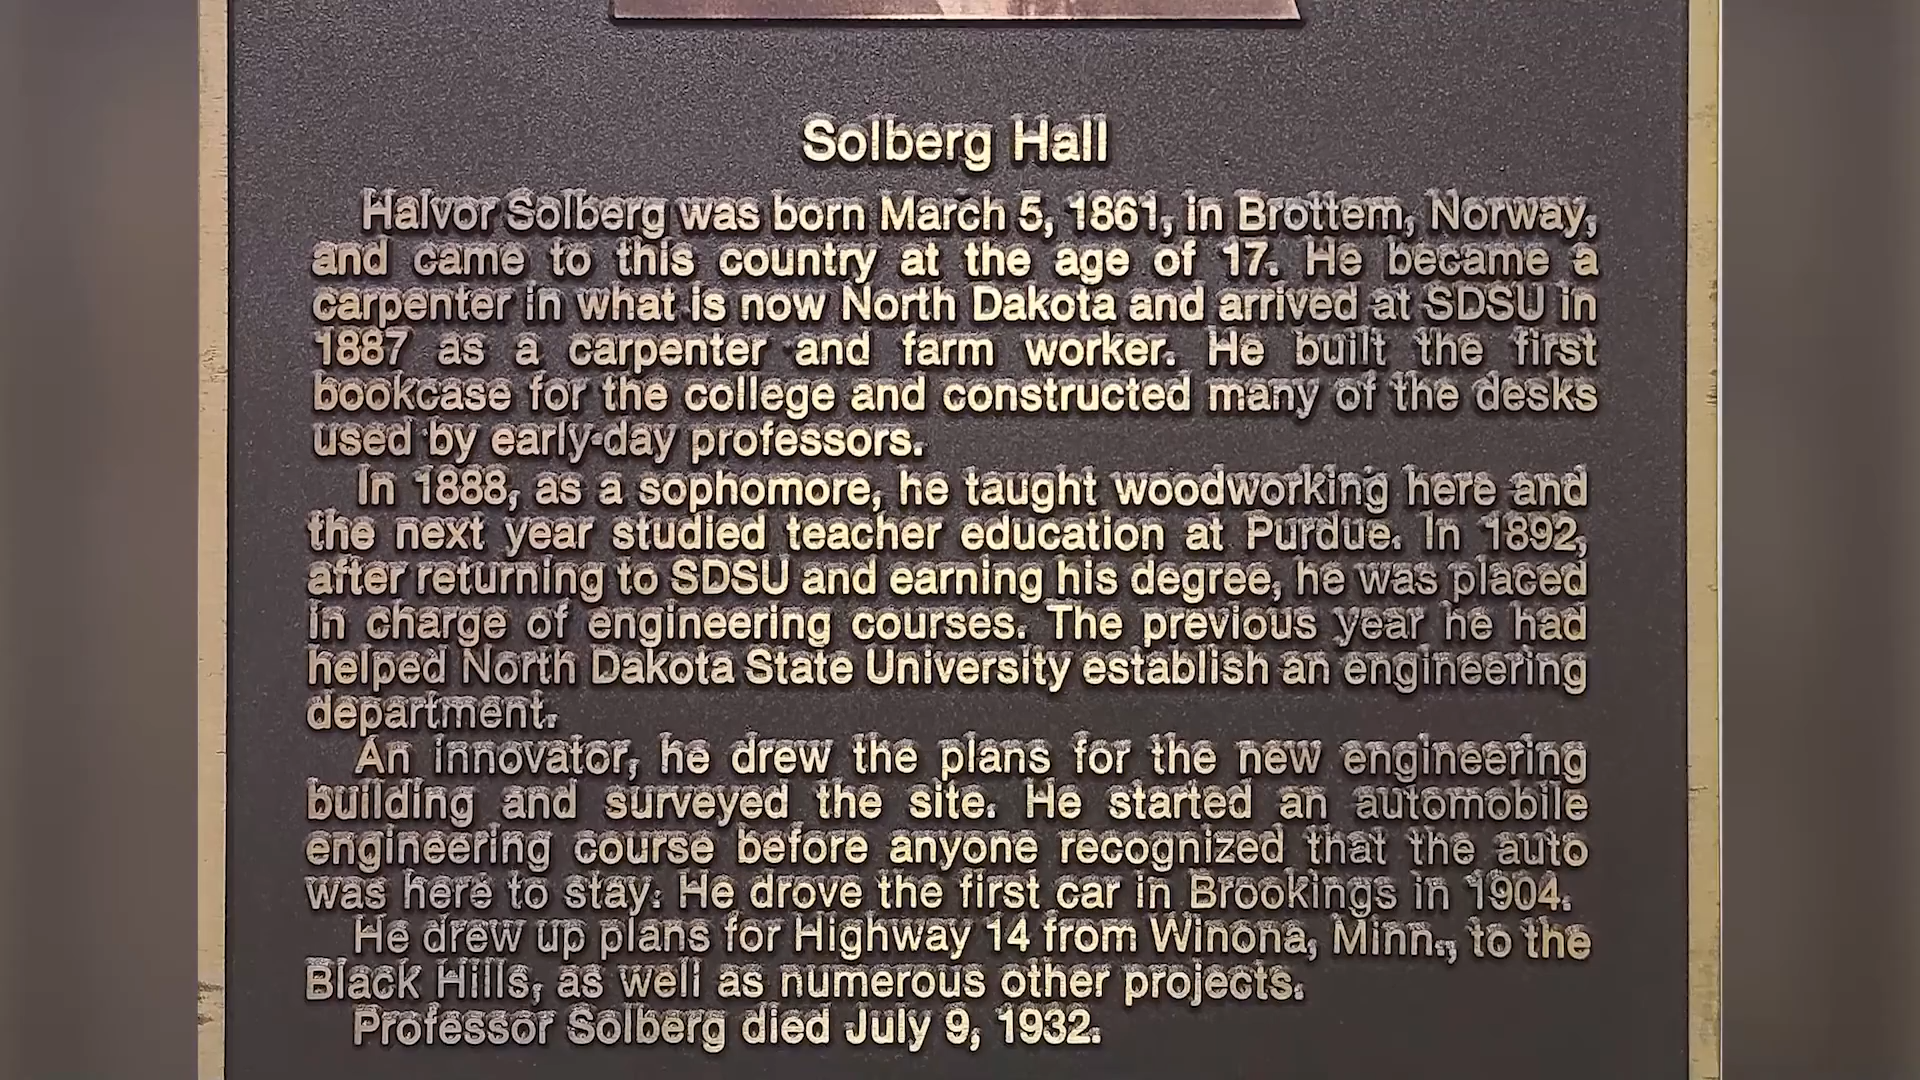 Solberg Hall
Halvor Solberg was born March 5, 1861, in Brottem, Norway,
and came to this country at the age of 17. He became a
carpenter in what is now North Dakota and arrived at SDSU in
1887 as a carpenter and farm worker. He built the first
bookcase for the college and constructed many of the desks
used by early-day professors.
In 1888, as a sophomore, he taught woodworking here and
the next year studied teacher education at Purdue. In 1892,
after returning to SDSU and earning his degree, he was placed
in charge of engineering courses. The previous year he had
helped North Dakota State University establish an engineering
department.
An innovator, he drew the plans for the new engineering
building and surveyed the site. He started an automobile
engineering course before anyone recognized that the auto
was here to stay. He drove the first car in Brookings in 1904.
He drew up plans for Highway 14 from Winona, Minn., to the
Black Hills, as well as numerous other projects.
Professor Solberg died July 9, 1932.